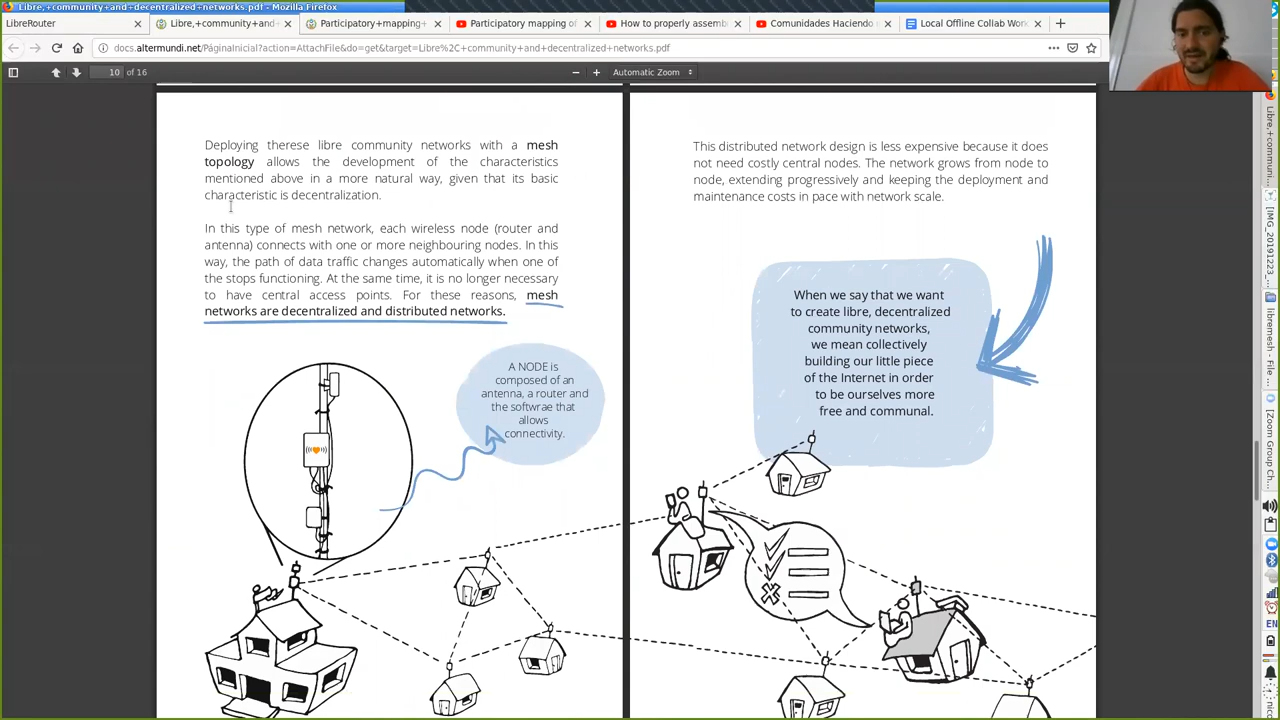 Libre,+community+and+decentralized+networks.pdf - Mozilla Firefox
LibreRouter
Libre,+community+and+
Participatory+mapping+
Participatory mapping of
How to properly assemb
Comunidades Haciendo
Local Offline Collab Wor
docs.altermundi.net/PáginaInicial?action=AttachFile&do=get&target=Libre%2C+community+and+decentralized+networks.pdf
10 of 16
Automatic Zoom
Deploying therese libre community networks with a mesh
topology allows the development of the characteristics
mentioned above in a more natural way, given that its basic
characteristic is decentralization.
In this type of mesh network, each wireless node (router and
antenna) connects with one or more neighbouring nodes. In this
way, the path of data traffic changes automatically when one of
the stops functioning. At the same time, it is no longer necessary
to have central access points. For these reasons, mesh
networks are decentralized and distributed networks.
A NODE is
composed of an
antenna, a router and
the softwrae that
allows
connectivity.
This distributed network design is less expensive because it does
not need costly central nodes. The network grows from node to
node, extending progressively and keeping the deployment and
maintenance costs in pace with network scale.
When we say that we want
to create libre, decentralized
community networks,
we mean collectively
building our little piece
of the Internet in order
to be ourselves more
free and communal.
Libre,+communi
[IMG_20191223_
libremesh - File
[Zoom Group Ch
EN
nico